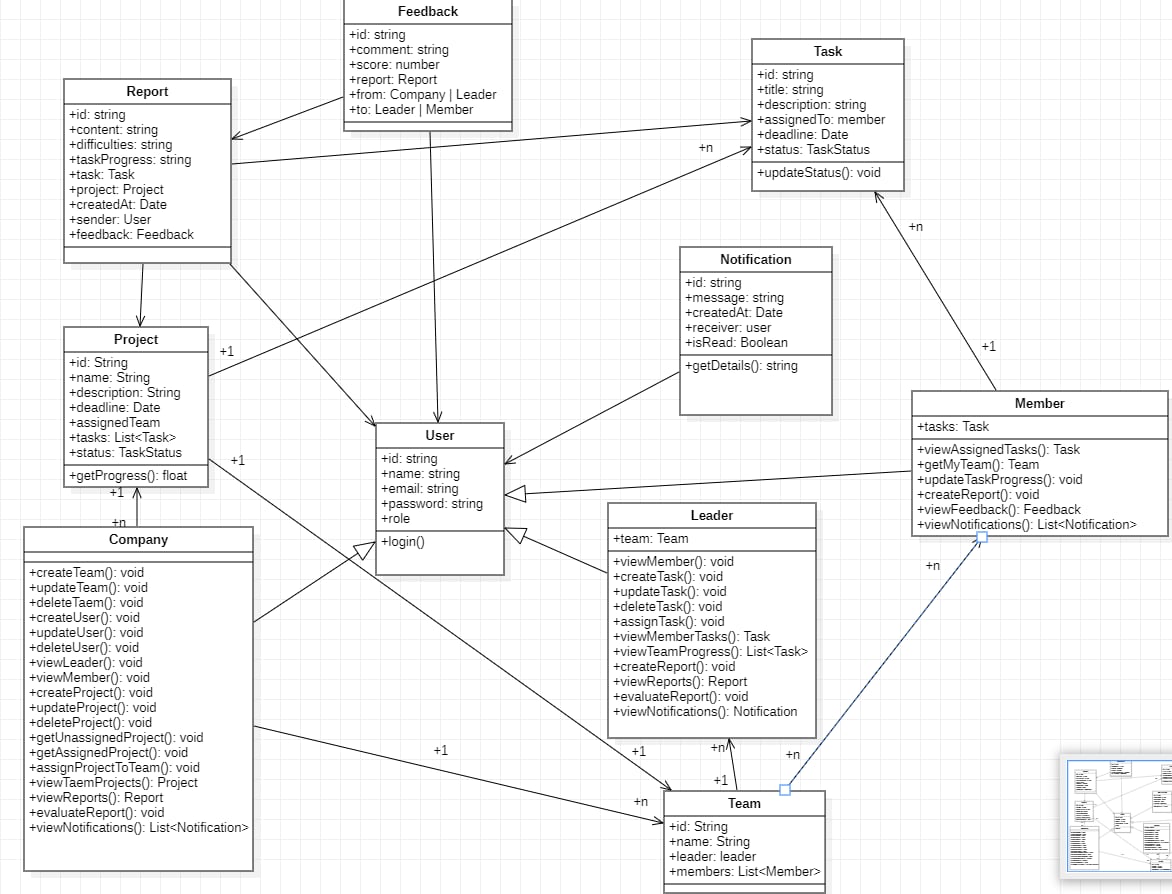 Feedback
+id: string
+comment: string
+score: number
+report: Report
+from: Company | Leader
+to: Leader | Member
Task
+id: string
+title: string
+description: string
+assignedTo: member
+deadline: Date
+status: TaskStatus
+updateStatus(): void
Report
+id: string
+content: string
+difficulties: string
+taskProgress: string
+task: Task
+project: Project
+createdAt: Date
+sender: User
+feedback: Feedback
+n
+n
Notification
+id: string
+message: string
+createdAt: Date
+receiver: user
+isRead: Boolean
+getDetails(): string
Project
+id: String
+name: String
+description: String
+deadline: Date
+assignedTeam
+tasks: List<Task>
+status: TaskStatus
+getProgress(): float
+1
+1
+1
User
+id: string
+name: string
+email: string
+password: string
+role
+login()
Member
+tasks: Task
+viewAssignedTasks(): Task
+getMyTeam(): Team
+updateTaskProgress(): void
+createReport(): void
+viewFeedback(): Feedback
+viewNotifications(): List<Notification>
+1
+n
Company
+createTeam(): void
+updateTeam(): void
+deleteTaem(): void
+createUser(): void
+updateUser(): void
+deleteUser(): void
+viewLeader(): void
+viewMember(): void
+createProject(): void
+updateProject(): void
+deleteProject(): void
+getUnassignedProject(): void
+getAssignedProject(): void
+assignProjectToTeam(): void
+viewTaemProjects(): Project
+viewReports(): Report
+evaluateReport(): void
+viewNotifications(): List<Notification>
Leader
+team: Team
+viewMember(): void
+createTask(): void
+updateTask(): void
+deleteTask(): void
+assignTask(): void
+viewMemberTasks(): Task
+viewTeamProgress(): List<Task>
+createReport(): void
+viewReports(): Report
+evaluateReport(): void
+viewNotifications(): Notification
+n
+1
+1
+n
+n
+1
+n
Team
+id: String
+name: String
+leader: leader
+members: List<Member>